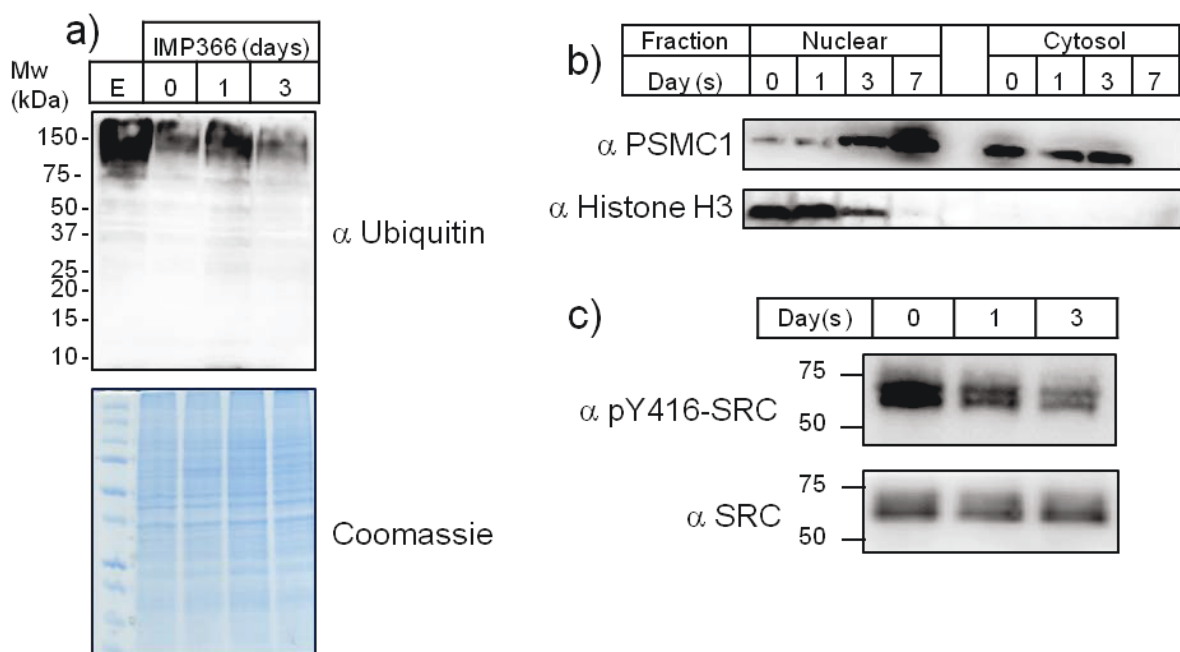 a)
IMP366 (days)
Mw
(kDa)
E 0 1 3
150 -
75 -
50 -
37 -
25 -
20 -
15 -
10 -
α Ubiquitin
Coomassie
b)
Fraction Nuclear Cytosol
Day(s) 0 1 3 7 0 1 3 7
α PSMC1
α Histone H3
c)
Day(s) 0 1 3
75
α pY416-SRC
50
75
α SRC
50